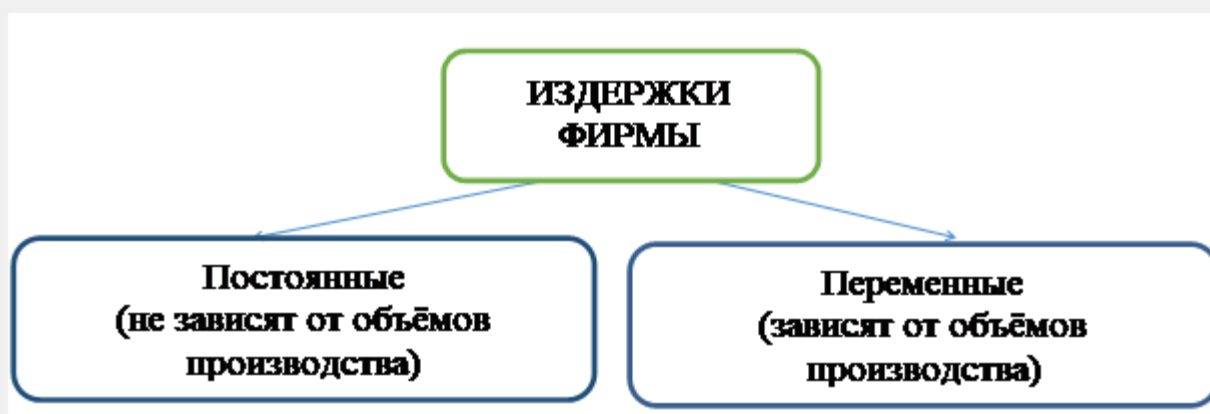 ИЗДЕРЖКИ
ФИРМЫ
Постоянные
(не зависят от объёмов
производства)
Переменные
(зависят от объёмов
производства)